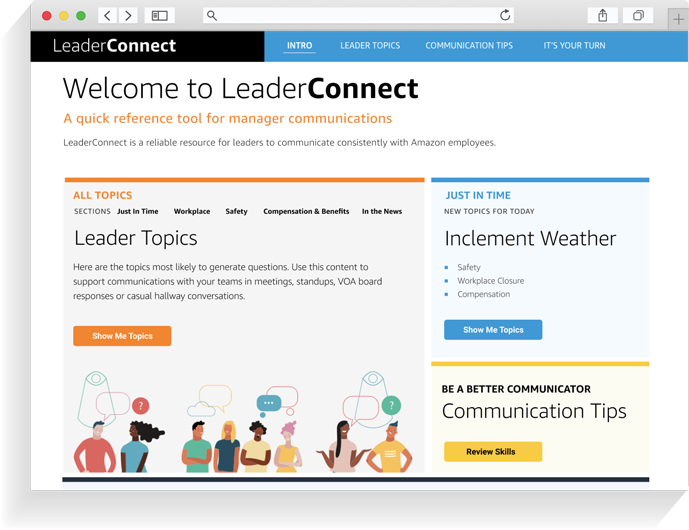 LeaderConnect
INTRO LEADER TOPICS COMMUNICATION TIPS IT'S YOUR TURN
Welcome to LeaderConnect
A quick reference tool for manager communications
LeaderConnect is a reliable resource for leaders to communicate consistently with Amazon employees.
ALL TOPICS
SECTIONS Just In Time Workplace Safety Compensation & Benefits In the News
Leader Topics
Here are the topics most likely to generate questions. Use this content to
support communications with your teams in meetings, standups, VOA board
responses or casual hallway conversations.
Show Me Topics
?
?
JUST IN TIME
NEW TOPICS FOR TODAY
Inclement Weather
Safety
Workplace Closure
Compensation
Show Me Topics
BE A BETTER COMMUNICATOR
Communication Tips
Review Skills